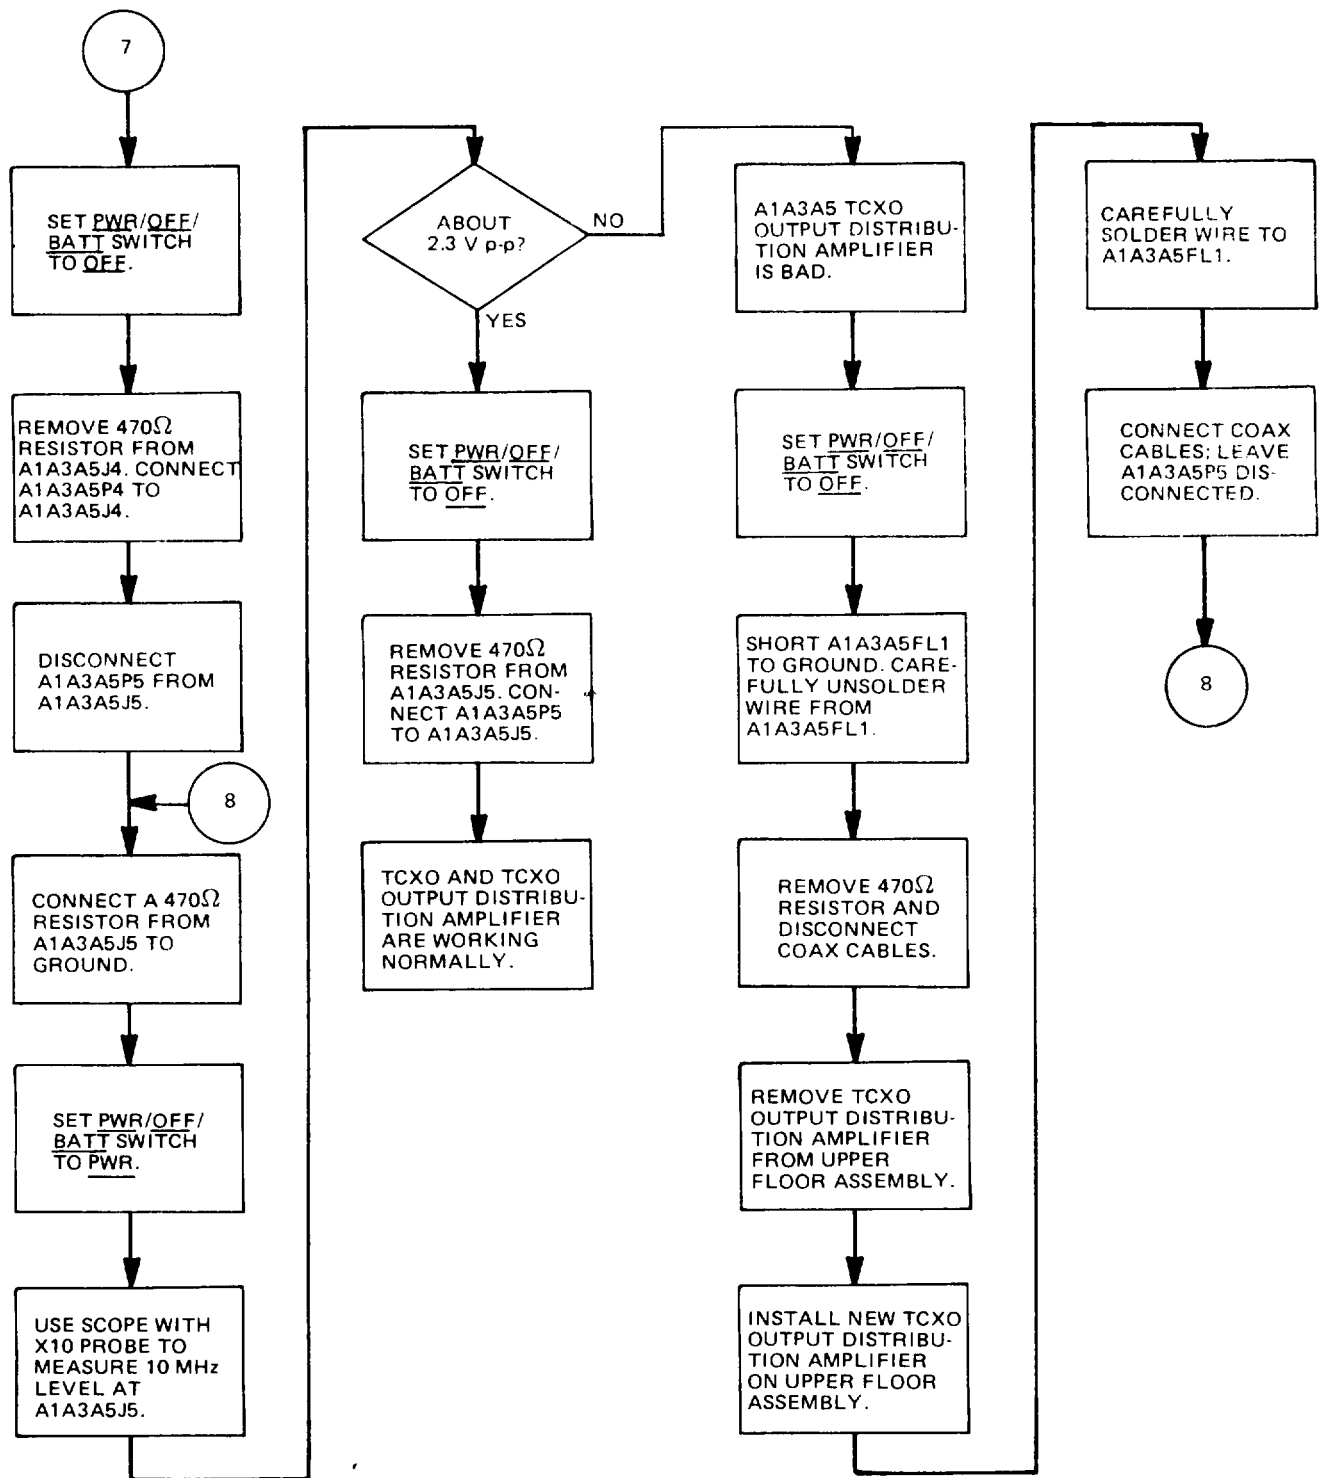 7
SET PWR/OFF/
BATT SWITCH
TO OFF.
REMOVE 470Ω
RESISTOR FROM
A1A3A5J4. CONNECT
A1A3A5P4 TO
A1A3A5J4.
DISCONNECT
A1A3A5P5 FROM
A1A3A5J5.
8
CONNECT A 470Ω
RESISTOR FROM
A1A3A5J5 TO
GROUND.
SET PWR/OFF/
BATT SWITCH
TO PWR.
USE SCOPE WITH
X10 PROBE TO
MEASURE 10 MHz
LEVEL AT
A1A3A5J5.
ABOUT
2.3 V p-p?
NO
YES
SET PWR/OFF/
BATT SWITCH
TO OFF.
REMOVE 470Ω
RESISTOR FROM
A1A3A5J5. CON-
NECT A1A3A5P5
TO A1A3A5J5.
TCXO AND TCXO
OUTPUT DISTRIBU-
TION AMPLIFIER
ARE WORKING
NORMALLY.
A1A3A5 TCXO
OUTPUT DISTRIBU-
TION AMPLIFIER
IS BAD.
SET PWR/OFF/
BATT SWITCH
TO OFF.
SHORT A1A3A5FL1
TO GROUND. CARE-
FULLY UNSOLDER
WIRE FROM
A1A3A5FL1.
REMOVE 470Ω
RESISTOR AND
DISCONNECT
COAX CABLES.
REMOVE TCXO
OUTPUT DISTRIBU-
TION AMPLIFIER
FROM UPPER
FLOOR ASSEMBLY.
INSTALL NEW TCXO
OUTPUT DISTRIBU-
TION AMPLIFIER
ON UPPER FLOOR
ASSEMBLY.
CAREFULLY
SOLDER WIRE TO
A1A3A5FL1.
CONNECT COAX
CABLES; LEAVE
A1A3A5P5 DIS-
CONNECTED.
8